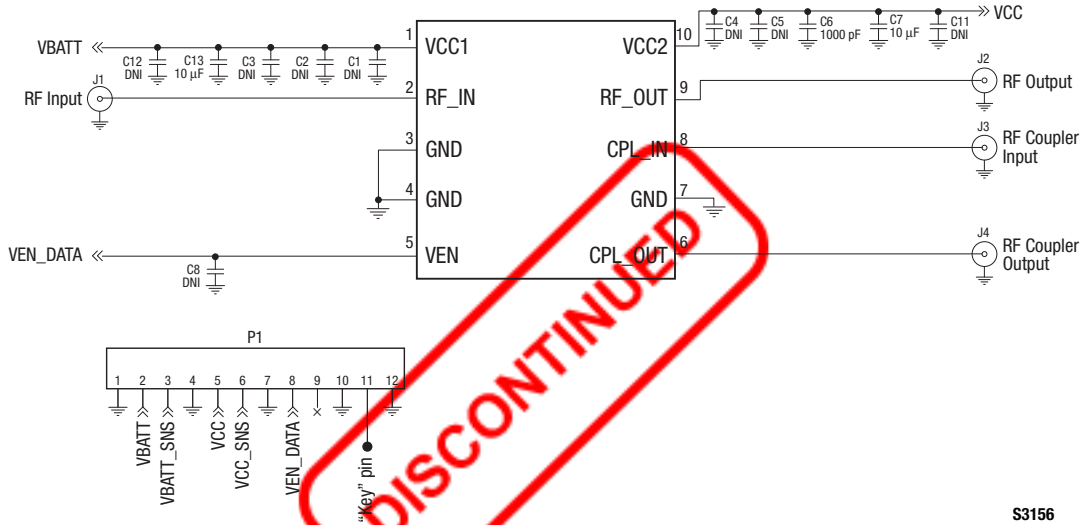 VBATT
C12
DNI
C13
10 µF
C3
DNI
C2
DNI
C1
DNI
J1
RF Input
VEN_DATA
C8
DNI
1
VCC1
2
RF_IN
3
GND
4
GND
5
VEN
VCC2
10
RF_OUT
9
CPL_IN
8
GND
7
CPL_OUT
6
C4
DNI
C5
DNI
C6
1000 pF
C7
10 µF
C11
DNI
VCC
J2
RF Output
J3
RF Coupler
Input
J4
RF Coupler
Output
P1
1 2 3 4 5 6 7 8 9 10 11 12
VBATT
VBATT_SNS
VCC
VCC_SNS
VEN_DATA
"Key" pin
DISCONTINUED
S3156